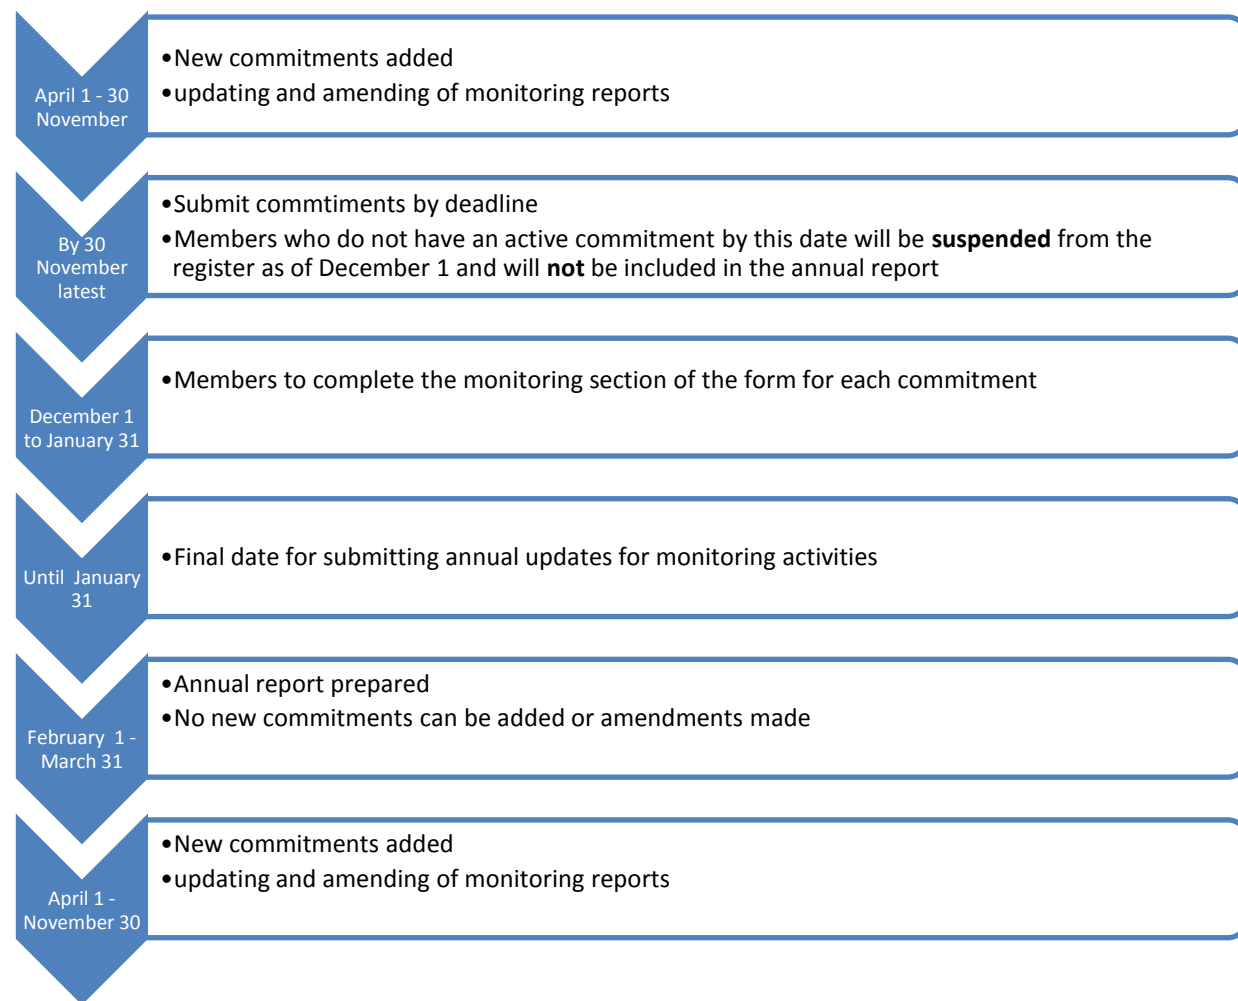 April 1 - 30
November
•New commitments added
•updating and amending of monitoring reports
By 30
November
latest
•Submit commtiments by deadline
•Members who do not have an active commitment by this date will be suspended from the
register as of December 1 and will not be included in the annual report
December 1
to January 31
•Members to complete the monitoring section of the form for each commitment
Until January
31
•Final date for submitting annual updates for monitoring activities
February 1 -
March 31
•Annual report prepared
•No new commitments can be added or amendments made
April 1 -
November 30
•New commitments added
•updating and amending of monitoring reports